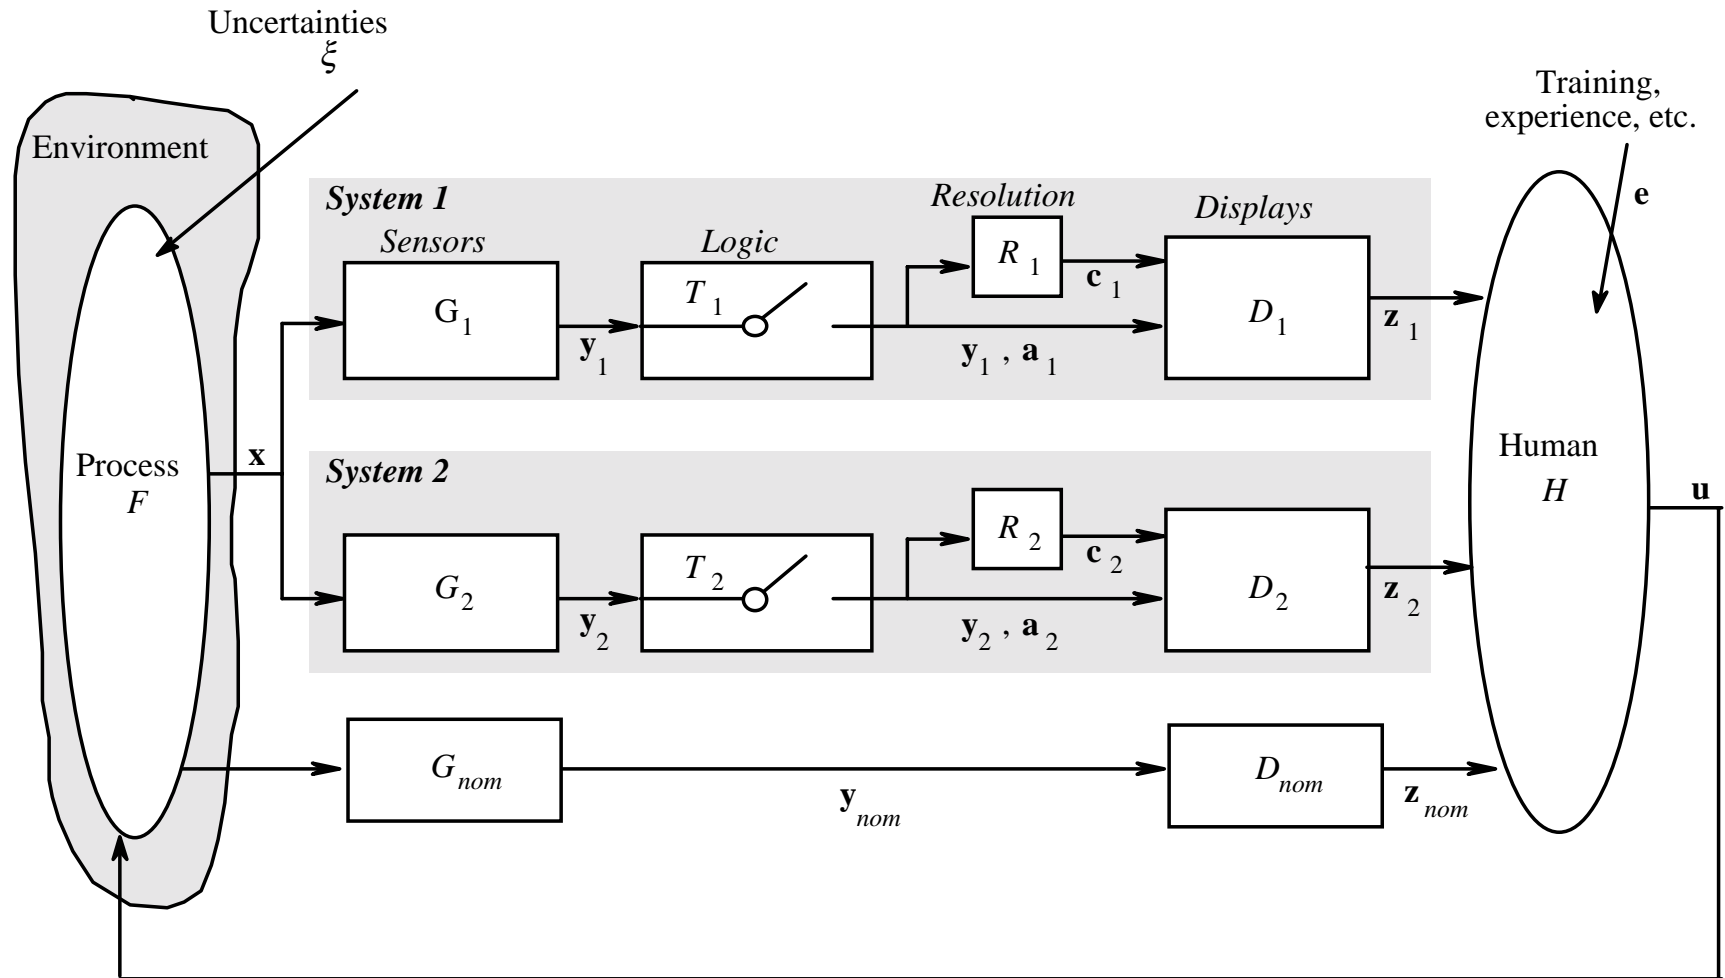 Uncertainties
ξ
Training,
experience, etc.
Environment
e
System 1
Resolution
Displays
Sensors
Logic
G 1
T 1
R 1
c 1
D 1
y 1
y 1 , a 1
z 1
Process
F
x
Human
H
u
System 2
G 2
T 2
R 2
c 2
D 2
y 2
y 2 , a 2
z 2
G nom
y nom
D nom
z nom